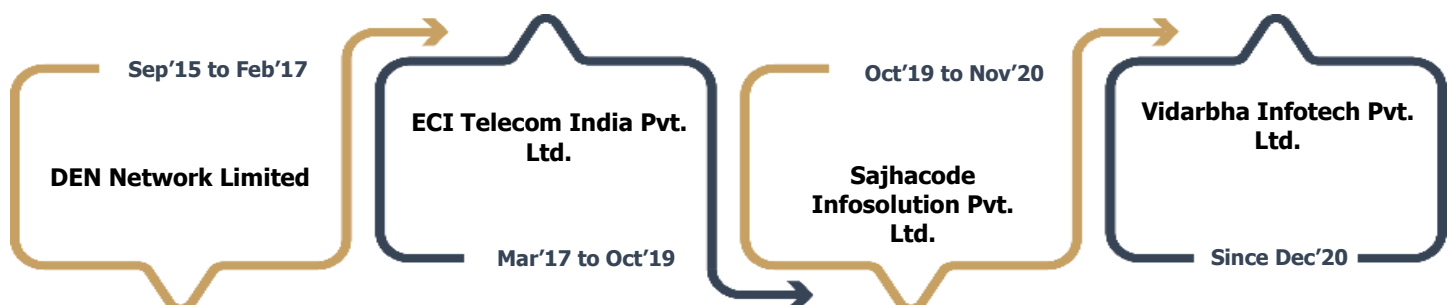 Sep’15 to Feb’17
DEN Network Limited
ECI Telecom India Pvt.
Ltd.
Mar’17 to Oct’19
Oct’19 to Nov’20
Sajhacode
Infosolution Pvt.
Ltd.
Vidarbha Infotech Pvt.
Ltd.
Since Dec’20